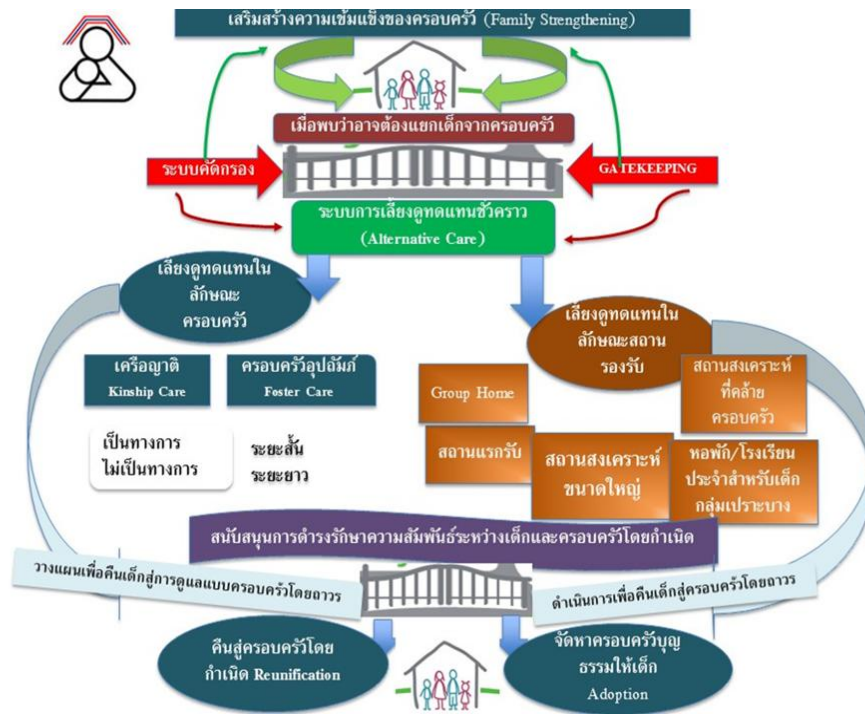 เสริมสร้างความเข้มแข็งของครอบครัว (Family Strengthening)
เมื่อพบว่าอาจต้องแยกเด็กจากครอบครัว
ระบบคัดกรอง
GATEKEEPING
ระบบการเลี้ยงดูทดแทนชั่วคราว
(Alternative Care)
เลี้ยงดูทดแทนใน
ลักษณะ
ครอบครัว
เลี้ยงดูทดแทนใน
ลักษณะสถาน
รองรับ
เครือญาติ
Kinship Care
ครอบครัวอุปถัมภ์
Foster Care
เป็นทางการ
ไม่เป็นทางการ
ระยะสั้น
ระยะยาว
Group Home
สถานสงเคราะห์
ที่คล้าย
ครอบครัว
สถานแรกรับ
สถานสงเคราะห์
ขนาดใหญ่
หอพัก/โรงเรียน
ประจำสำหรับเด็ก
กลุ่มเปราะบาง
สนับสนุนการดำรงรักษาความสัมพันธ์ระหว่างเด็กและครอบครัวโดยกำเนิด
วางแผนเพื่อคืนเด็กสู่การดูแลแบบครอบครัวโดยถาวร
ดำเนินการเพื่อคืนเด็กสู่ครอบครัวโดยถาวร
คืนสู่ครอบครัวโดย
กำเนิด Reunification
จัดหาครอบครัวบุญ
ธรรมให้เด็ก
Adoption